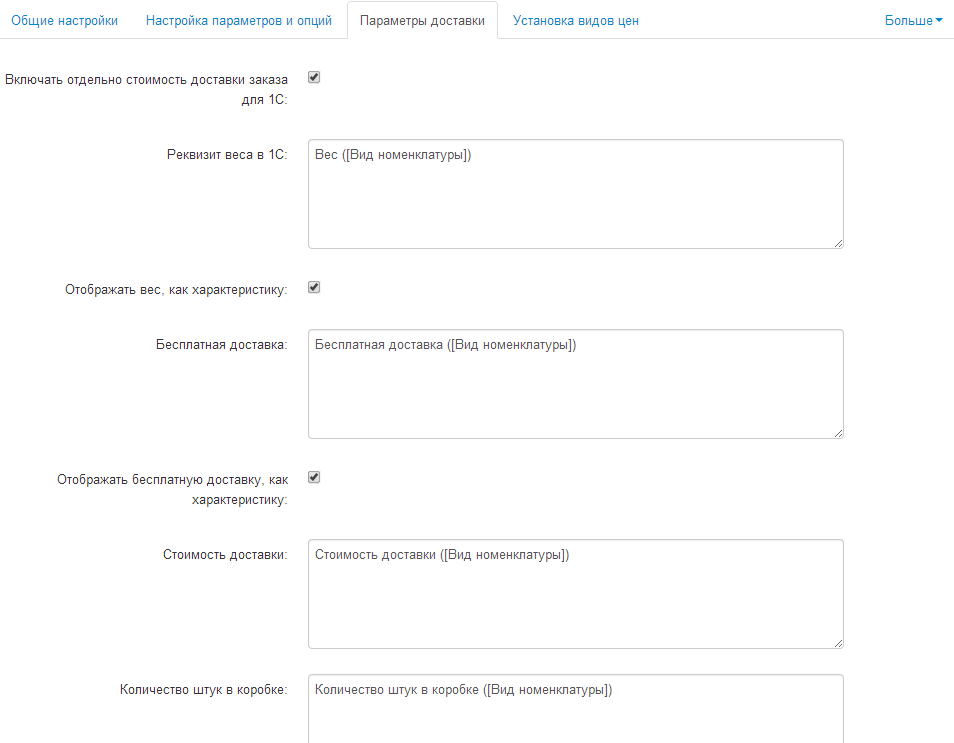 Общие настройки Настройка параметров и опций Параметры доставки Установка видов цен Больше
Включать отдельно стоимость доставки заказа
для 1С:
Реквизит веса в 1С: Вес ([Вид номенклатуры])
Отображать вес, как характеристику:
Бесплатная доставка: Бесплатная доставка ([Вид номенклатуры])
Отображать бесплатную доставку, как
характеристику:
Стоимость доставки: Стоимость доставки ([Вид номенклатуры])
Количество штук в коробке: Количество штук в коробке ([Вид номенклатуры])